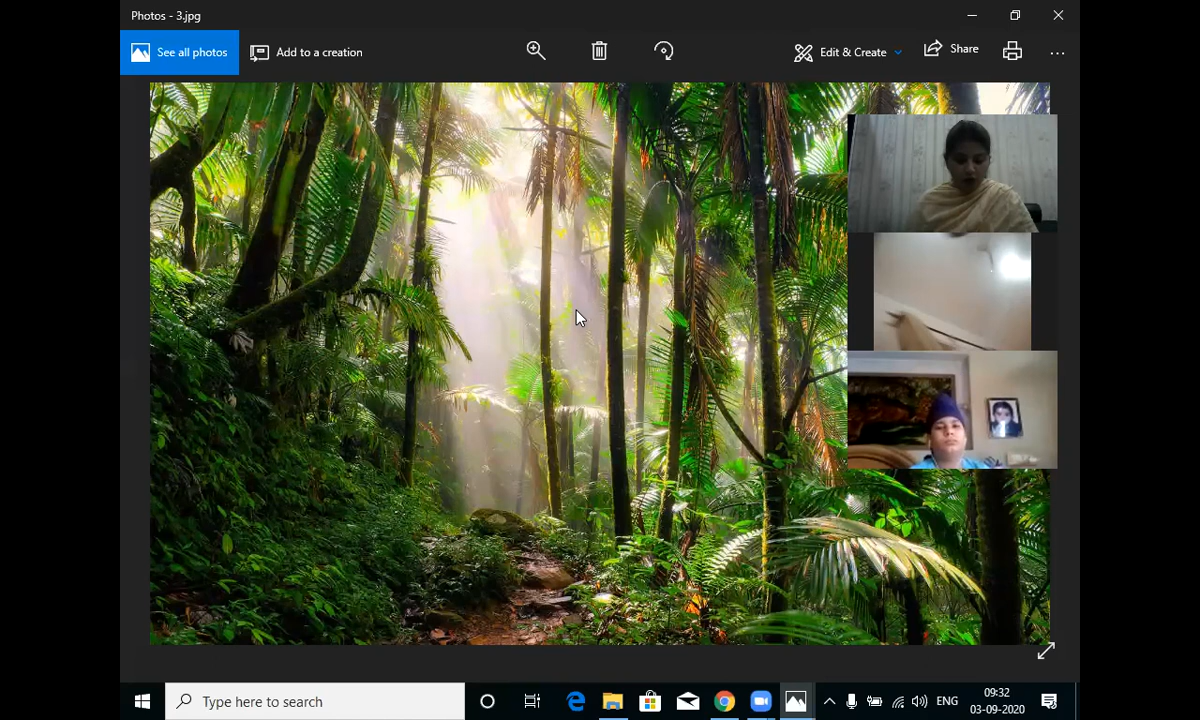 Photos - 3.jpg
See all photos
Add to a creation
Edit & Create
Share
Type here to search
ENG
09:32
03-09-2020